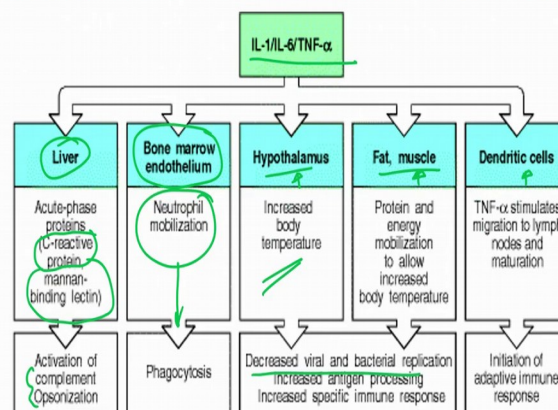 IL-1/IL-6/TNF-α
Liver
Bone marrow
endothelium
Hypothalamus
Fat, muscle
Dendritic cells
Acute-phase
proteins
(C-reactive
protein,
mannan-
binding lectin)
Neutrophil
mobilization
Increased
body
temperature
Protein and
energy
mobilization
to allow
increased
body temperature
TNF-α stimulates
migration to lymph
nodes and
maturation
Activation of
complement
Opsonization
Phagocytosis
Decreased viral and bacterial replication
Increased antigen processing
Increased specific immune response
Initiation of
adaptive immune
response